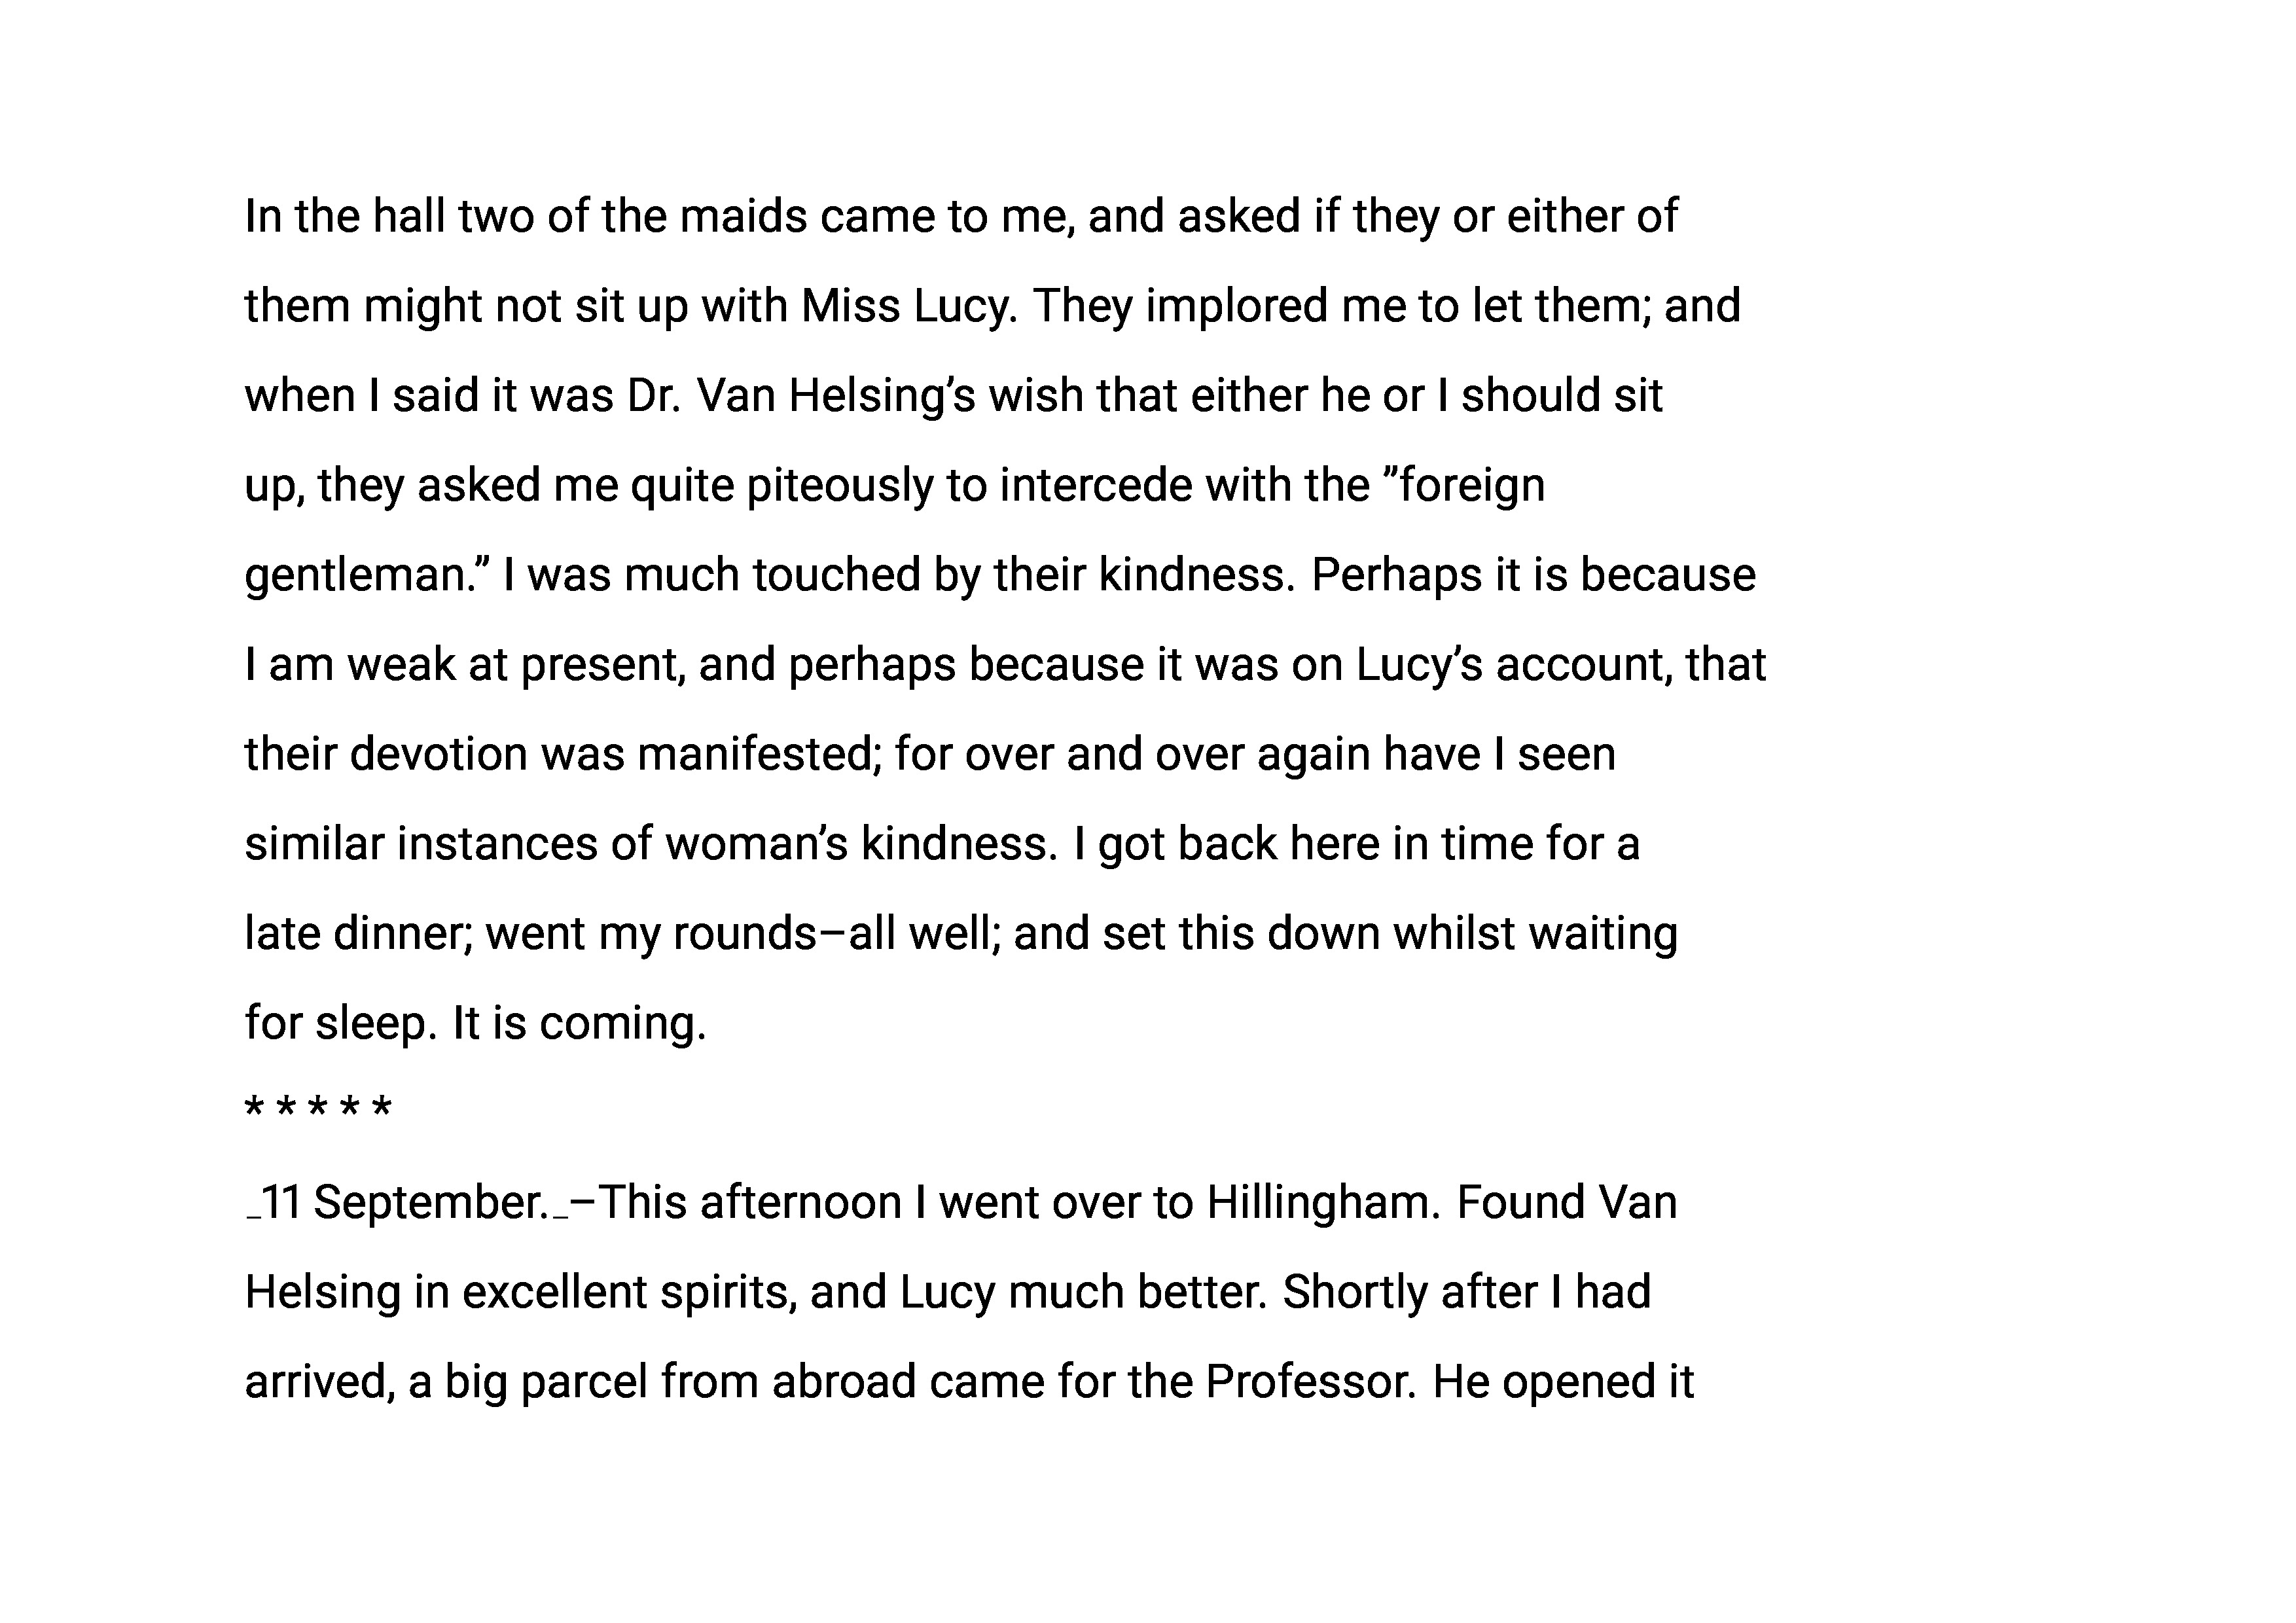 In the hall two of the maids came to me, and asked if they or either of
them might not sit up with Miss Lucy. They implored me to let them; and
when I said it was Dr. Van Helsing’s wish that either he or I should sit
up, they asked me quite piteously to intercede with the ”foreign
gentleman.” I was much touched by their kindness. Perhaps it is because
I am weak at present, and perhaps because it was on Lucy’s account, that
their devotion was manifested; for over and over again have I seen
similar instances of woman’s kindness. I got back here in time for a
late dinner; went my rounds–all well; and set this down whilst waiting
for sleep. It is coming.
* * * * *
_11 September._–This afternoon I went over to Hillingham. Found Van
Helsing in excellent spirits, and Lucy much better. Shortly after I had
arrived, a big parcel from abroad came for the Professor. He opened it